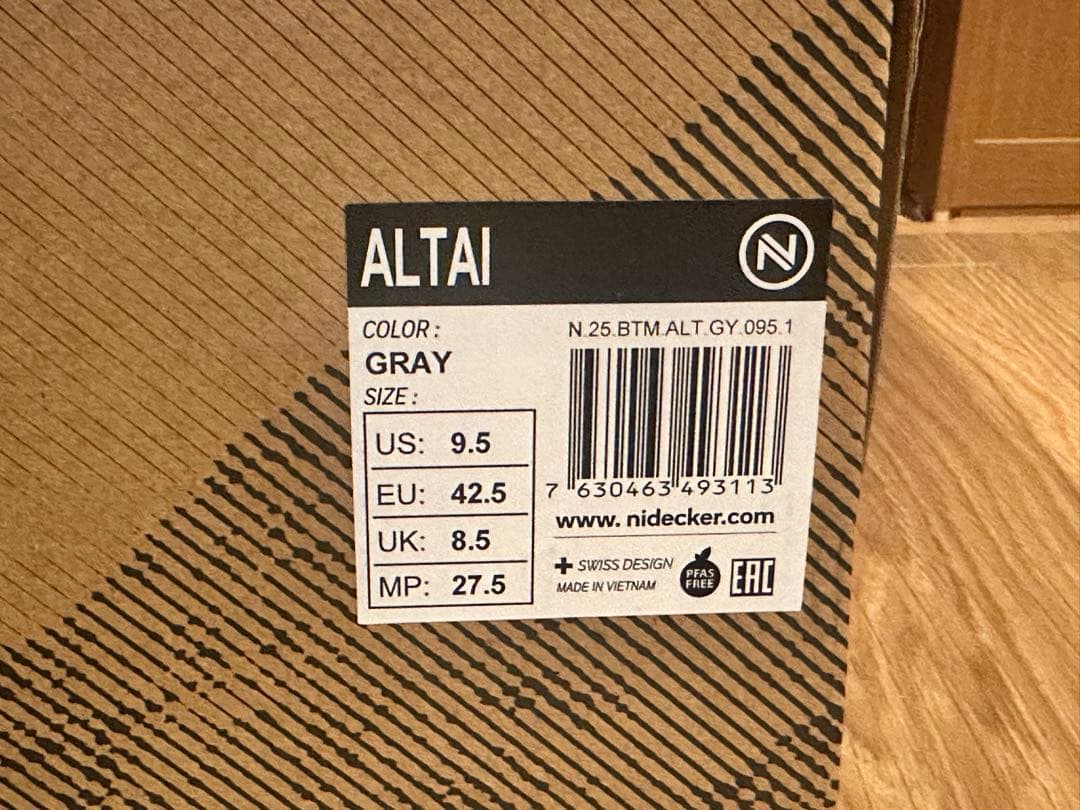 ALTAI
N
COLOR:
GRAY
SIZE:
US: 9.5
EU: 42.5
UK: 8.5
MP: 27.5
N.25.BTM.ALT.GY.095.1
7 630463 493113
www.nidecker.com
+ SWISS DESIGN
MADE IN VIETNAM
PFAS
FREE
EAC